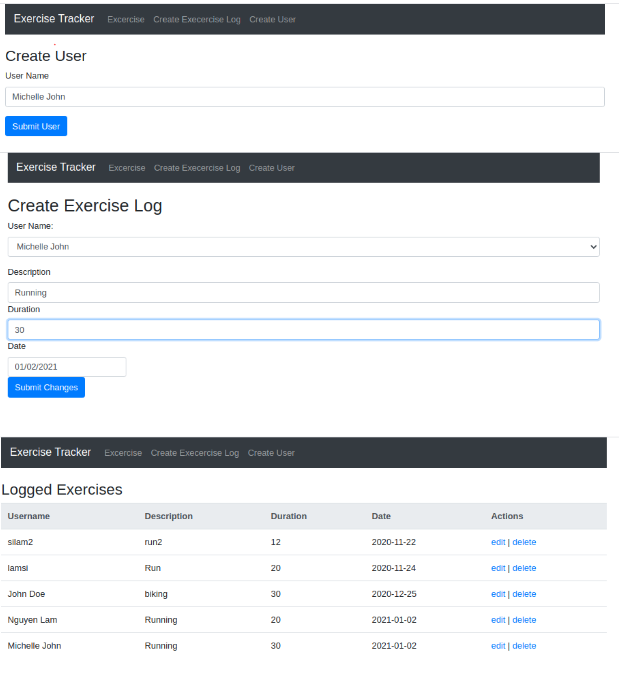 Exercise Tracker Excercise Create Execercise Log Create User
Create User
User Name
Michelle John
Submit User
Exercise Tracker Excercise Create Execercise Log Create User
Create Exercise Log
User Name:
Michelle John
Description
Running
Duration
30
Date
01/02/2021
Submit Changes
Exercise Tracker Excercise Create Execercise Log Create User
Logged Exercises
Username Description Duration Date Actions
silam2 run2 12 2020-11-22 edit | delete
lamsi Run 20 2020-11-24 edit | delete
John Doe biking 30 2020-12-25 edit | delete
Nguyen Lam Running 20 2021-01-02 edit | delete
Michelle John Running 30 2021-01-02 edit | delete